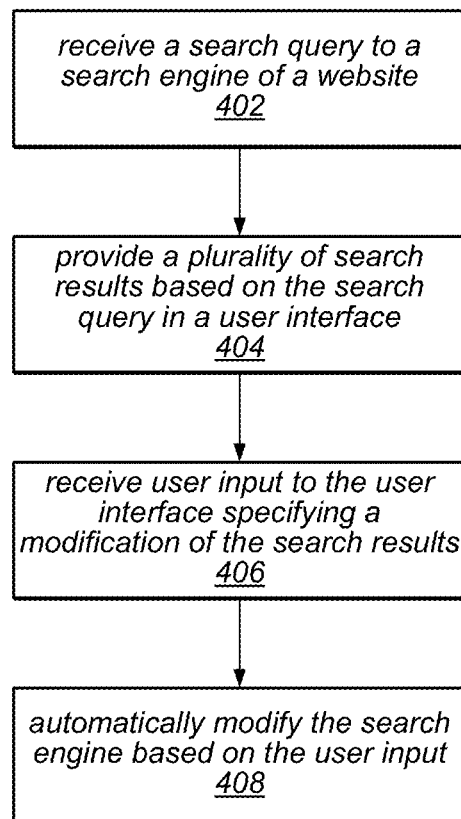 receive a search query to a
search engine of a website
402
provide a plurality of search
results based on the search
query in a user interface
404
receive user input to the user
interface specifying a
modification of the search results
406
automatically modify the search
engine based on the user input
408